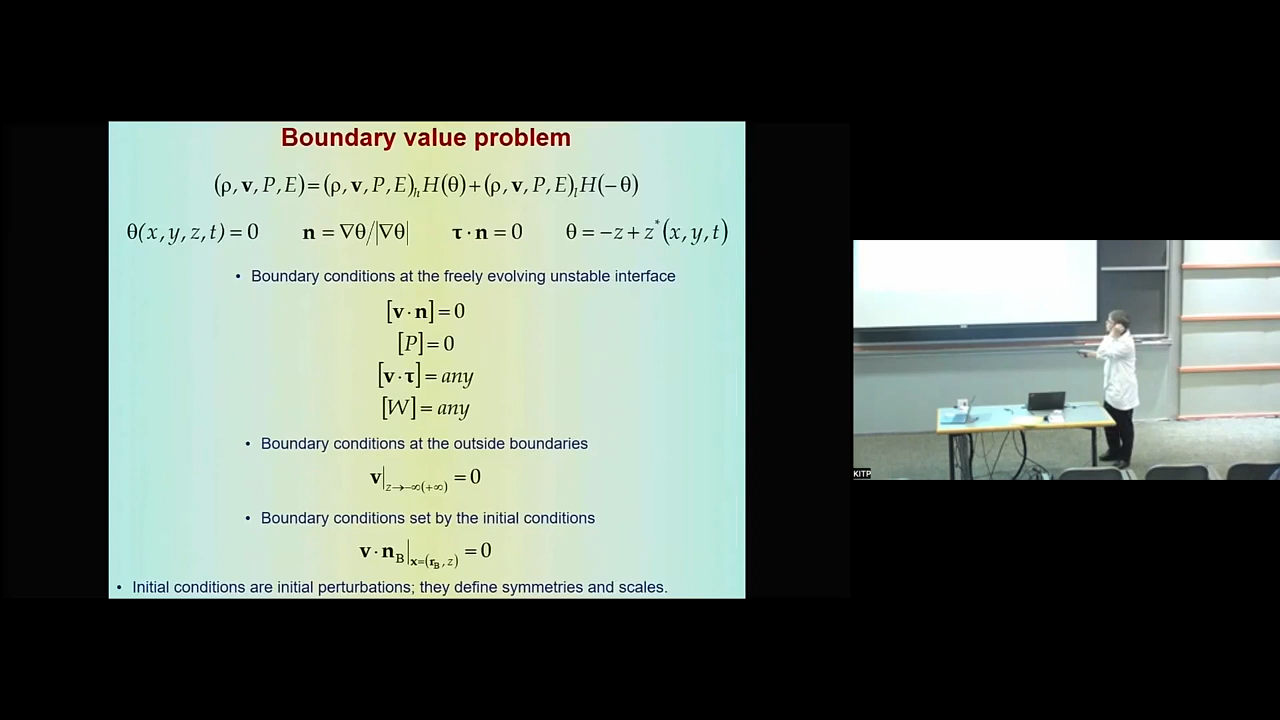 Boundary value problem
(ρ, v, P, E) = (ρ, v, P, E)ₕ H(θ) + (ρ, v, P, E)ₗ H(−θ)
θ(x, y, z, t) = 0 n = ∇θ/|∇θ| τ · n = 0 θ = −z + z*(x, y, t)
• Boundary conditions at the freely evolving unstable interface
[v · n] = 0
[P] = 0
[v · τ] = any
[W] = any
• Boundary conditions at the outside boundaries
v|z→−∞(+∞) = 0
• Boundary conditions set by the initial conditions
v · n_B|x=(r_B, z) = 0
• Initial conditions are initial perturbations; they define symmetries and scales.
KITP